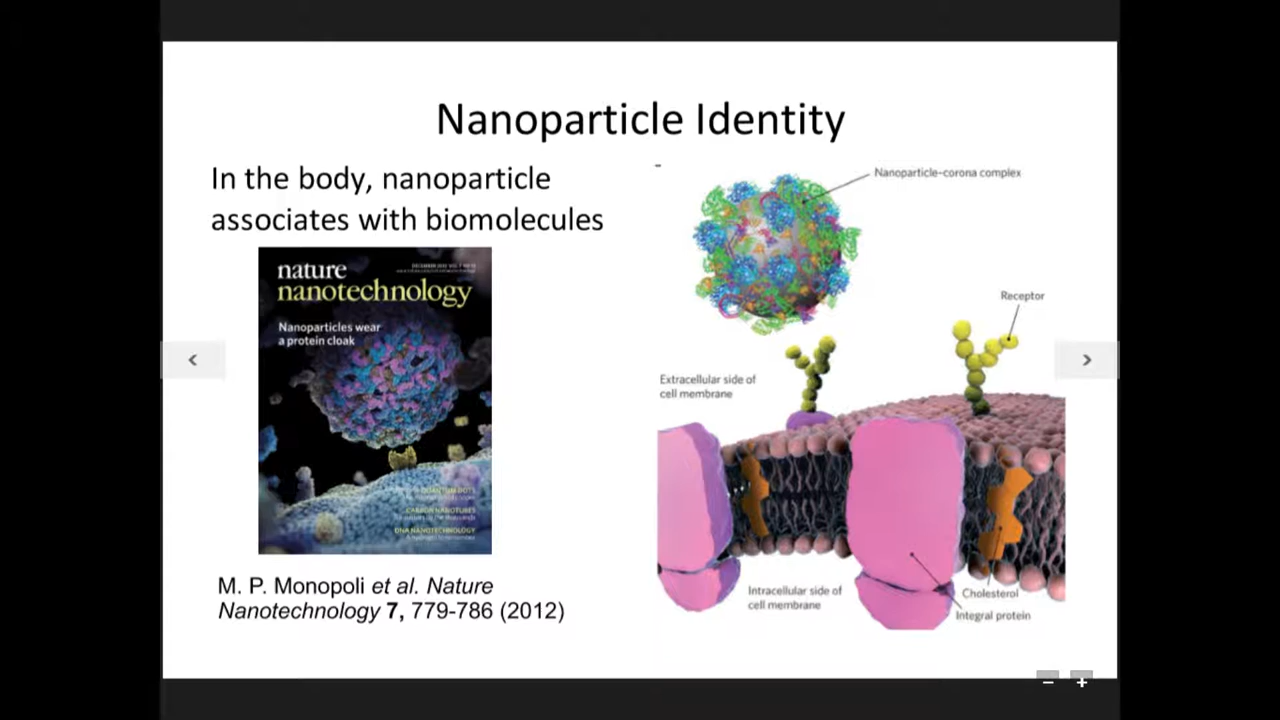 Nanoparticle Identity
In the body, nanoparticle
associates with biomolecules
nature
nanotechnology
Nanoparticles wear
a protein cloak
QUANTUM DOTS
CARBON NANOTUBES
DNA NANOTECHNOLOGY
M. P. Monopoli et al. Nature
Nanotechnology 7, 779-786 (2012)
Nanoparticle–corona complex
Receptor
Extracellular side of
cell membrane
Intracellular side of
cell membrane
Cholesterol
Integral protein